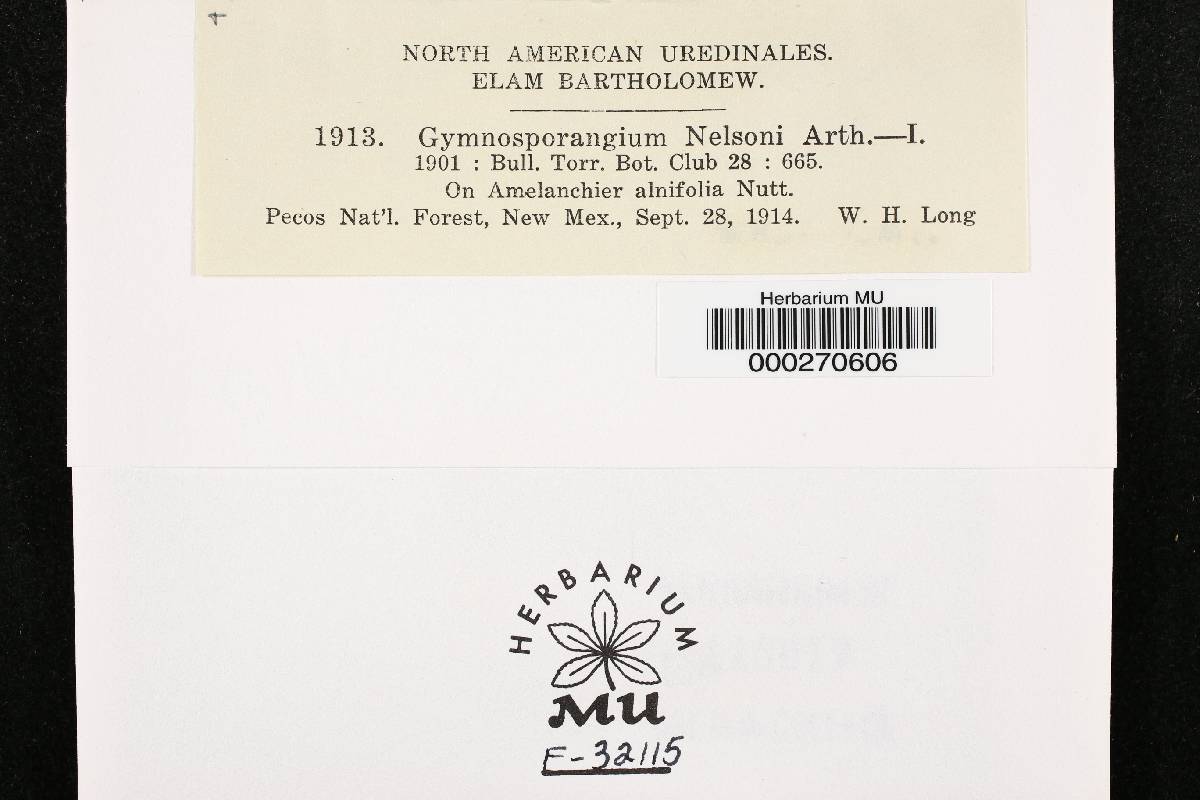 NORTH AMERICAN UREDINALES.
ELAM BARTHOLOMEW.
1913. Gymnosporangium Nelsoni Arth.—I.
1901 : Bull. Torr. Bot. Club 28 : 665.
On Amelanchier alnifolia Nutt.
Pecos Nat'l. Forest, New Mex., Sept. 28, 1914. W. H. Long
Herbarium MU
000270606
HERBARIUM
MU
F-32115